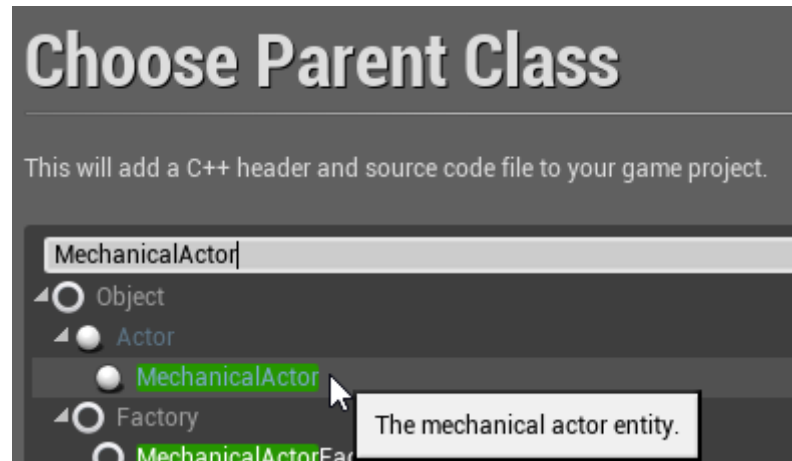 Choose Parent Class
This will add a C++ header and source code file to your game project.
MechanicalActor
Object
Actor
MechanicalActor
Factory
The mechanical actor entity.
MechanicalActorFac